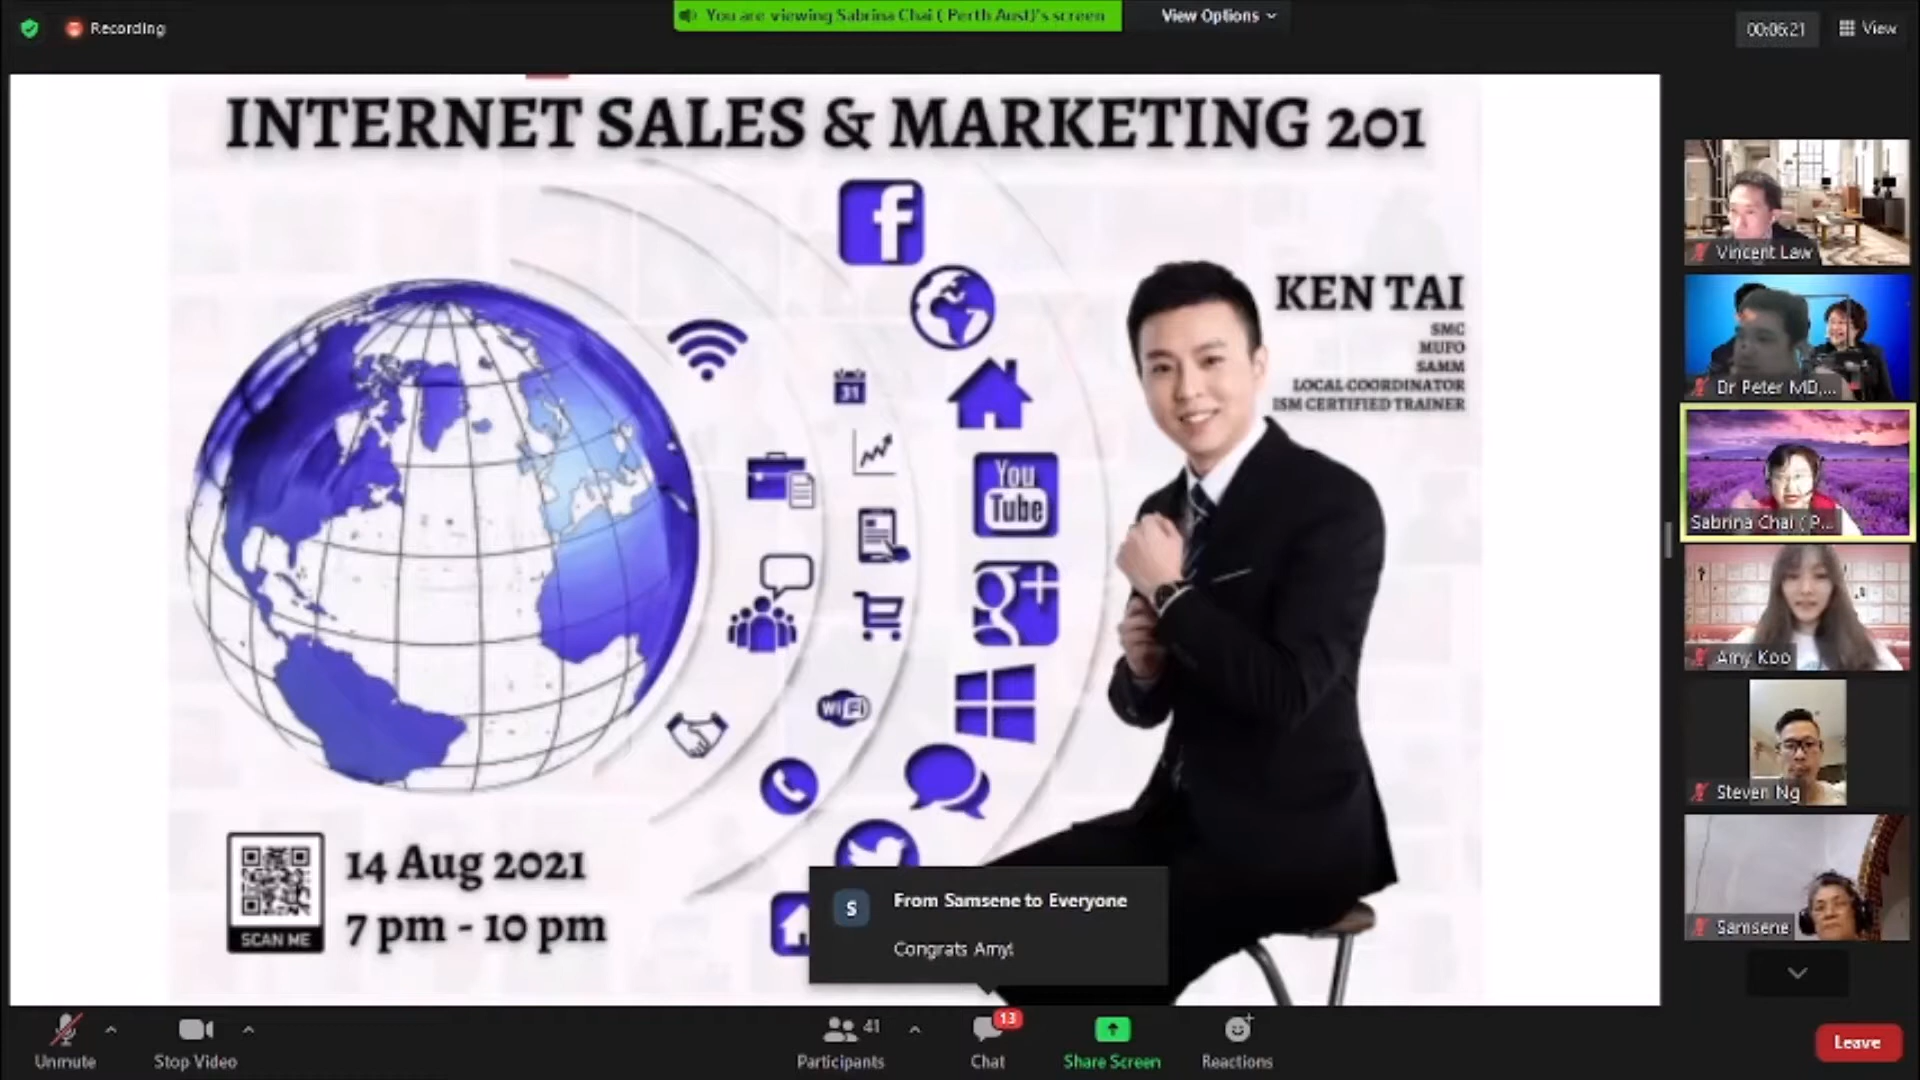 Recording
You are viewing Sabrina Chai ( Perth Aust)'s screen
View Options
00:06:21
View
INTERNET SALES & MARKETING 201
KEN TAI
SMC
MUFO
SAMM
LOCAL COORDINATOR
ISM CERTIFIED TRAINER
f
31
You
Tube
g+
WiFi
SCAN ME
14 Aug 2021
7 pm - 10 pm
S
From Samsene to Everyone
Congrats Amy!
Vincent Law
Dr Peter MD,...
Sabrina Chai ( P...
Amy Koo
Steven Ng
Samsene
Unmute
Stop Video
41
Participants
13
Chat
Share Screen
Reactions
Leave